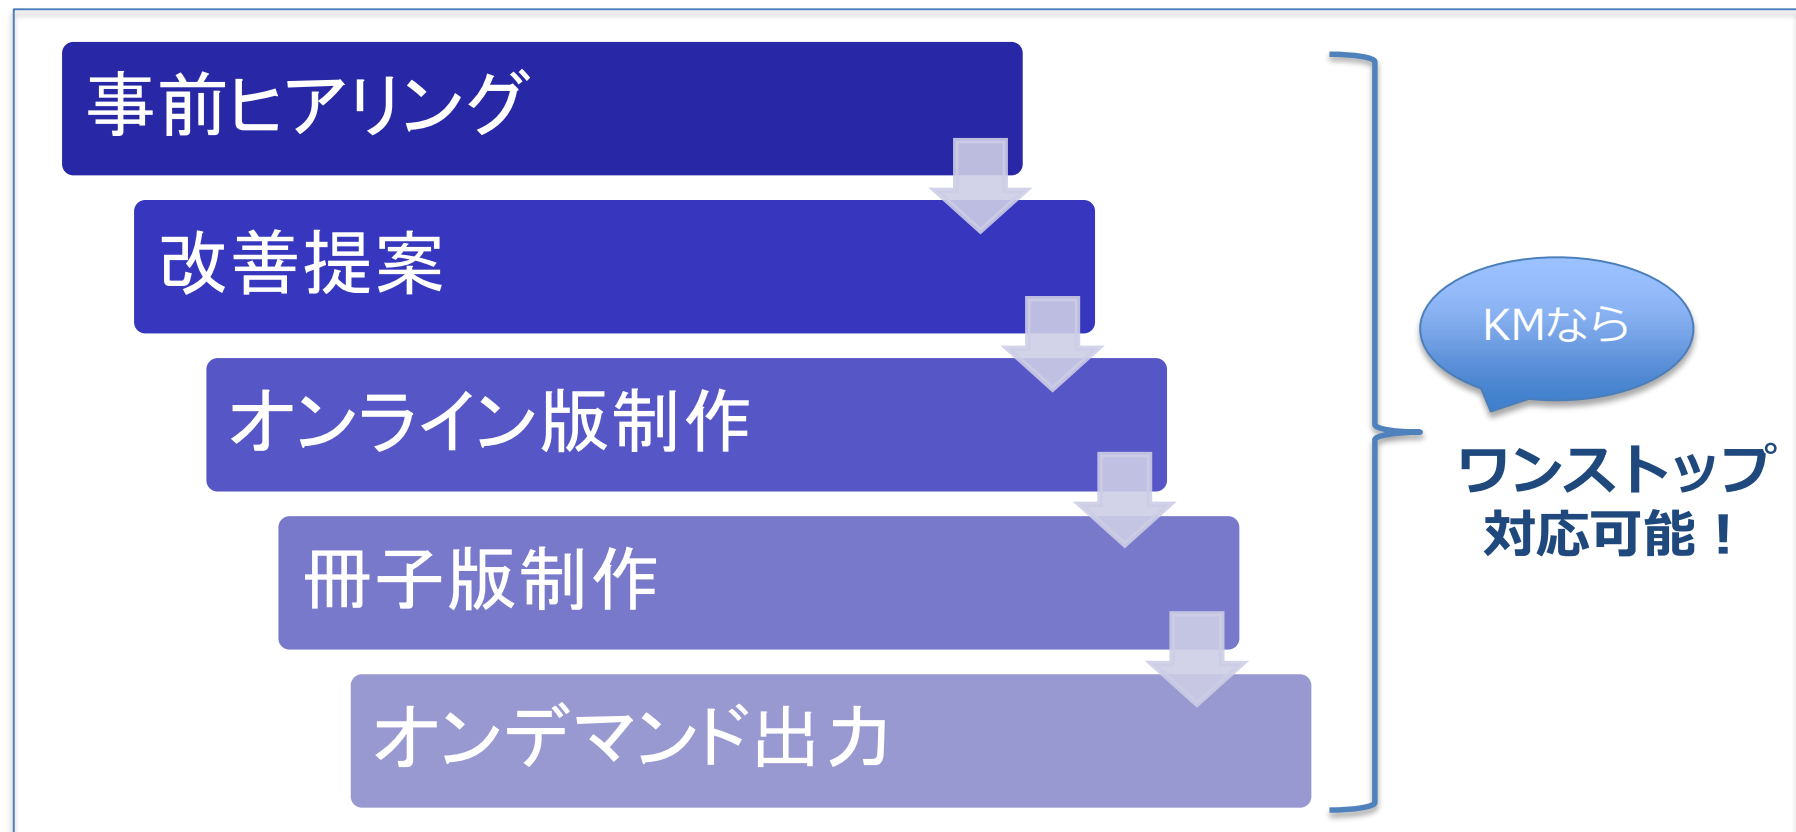 事前ヒアリング
改善提案
オンライン版制作
冊子版制作
オンデマンド出力
KMなら
ワンストップ
対応可能！